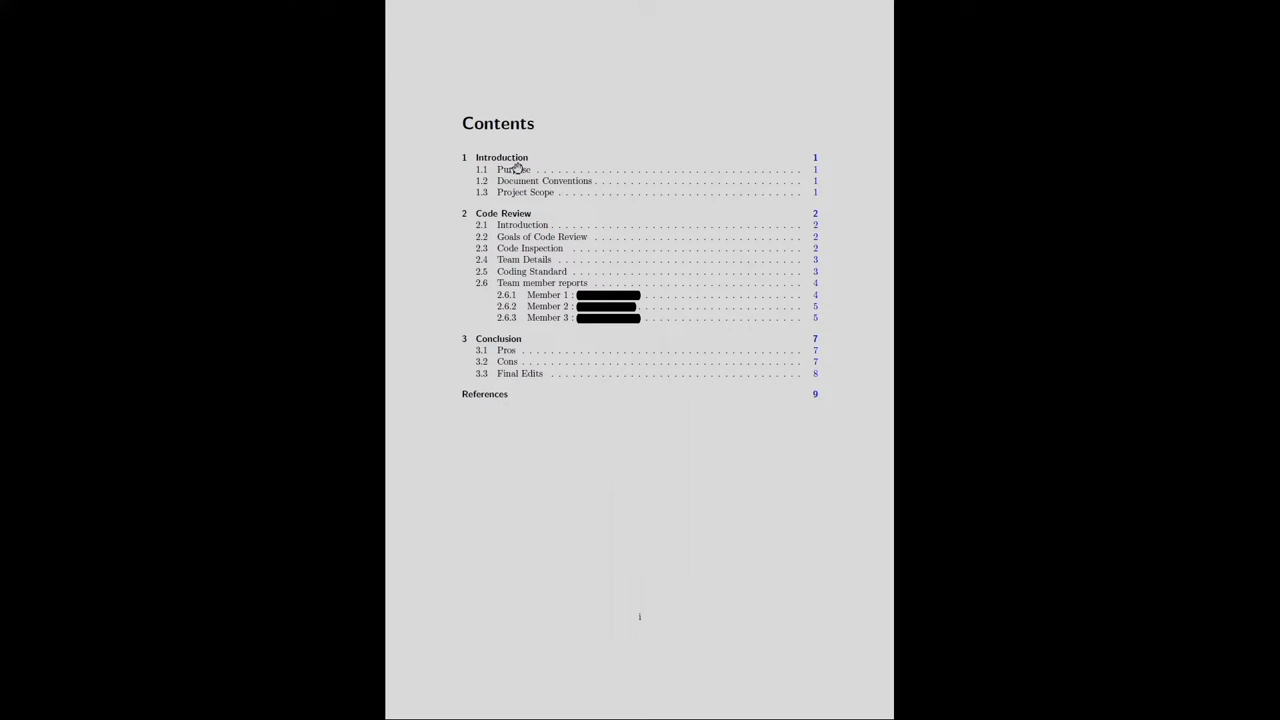 Contents
1 Introduction 1
1.1 Purpose . . . . . . . . . . . . . . . . . . . . . . . . . . . . . . . . 1
1.2 Document Conventions . . . . . . . . . . . . . . . . . . . . . . . . 1
1.3 Project Scope . . . . . . . . . . . . . . . . . . . . . . . . . . . . . 1
2 Code Review 2
2.1 Introduction . . . . . . . . . . . . . . . . . . . . . . . . . . . . . . 2
2.2 Goals of Code Review . . . . . . . . . . . . . . . . . . . . . . . . 2
2.3 Code Inspection . . . . . . . . . . . . . . . . . . . . . . . . . . . 2
2.4 Team Details . . . . . . . . . . . . . . . . . . . . . . . . . . . . . 3
2.5 Coding Standard . . . . . . . . . . . . . . . . . . . . . . . . . . . 3
2.6 Team member reports . . . . . . . . . . . . . . . . . . . . . . . . 4
2.6.1 Member 1 : . . . . . . . . . . . . . . . . . . 4
2.6.2 Member 2 : . . . . . . . . . . . . . . . . . . 5
2.6.3 Member 3 : . . . . . . . . . . . . . . . . . . 5
3 Conclusion 7
3.1 Pros . . . . . . . . . . . . . . . . . . . . . . . . . . . . . . . . . 7
3.2 Cons . . . . . . . . . . . . . . . . . . . . . . . . . . . . . . . . . 7
3.3 Final Edits . . . . . . . . . . . . . . . . . . . . . . . . . . . . . . 8
References 9
i